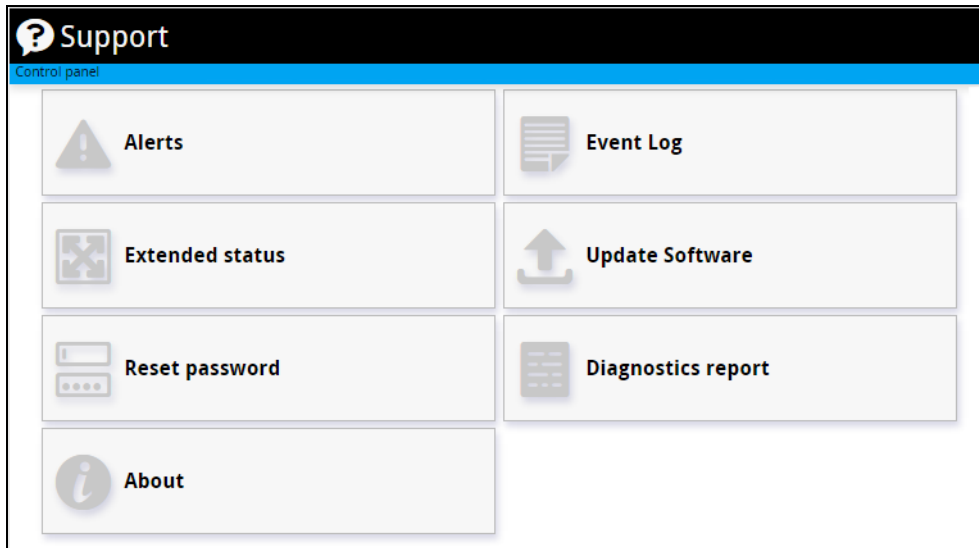 Support
Control panel
Alerts
Event Log
Extended status
Update Software
Reset password
Diagnostics report
About